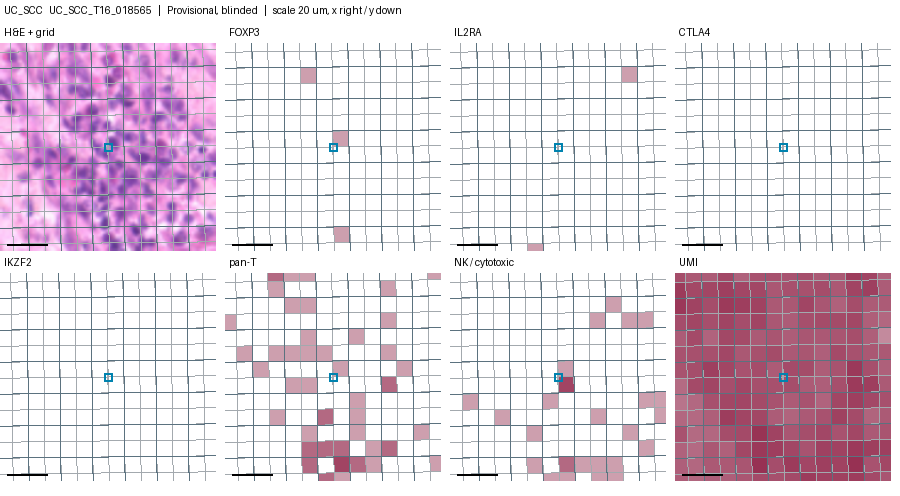 UC_SCC UC_SCC_T16_018565 | Provisional, blinded | scale 20 um, x right / y down
H&E + grid
FOXP3
IL2RA
CTLA4
IKZF2
pan-T
NK / cytotoxic
UMI